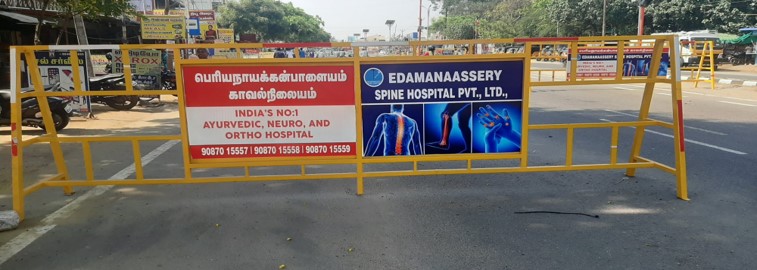 பெரியநாயக்கன்பாளையம்
காவல்நிலையம்
INDIA'S NO:1
AYURVEDIC, NEURO, AND
ORTHO HOSPITAL
90870 15557 | 90870 15558 | 90870 15559
EDAMANAASSERY
SPINE HOSPITAL PVT., LTD.,